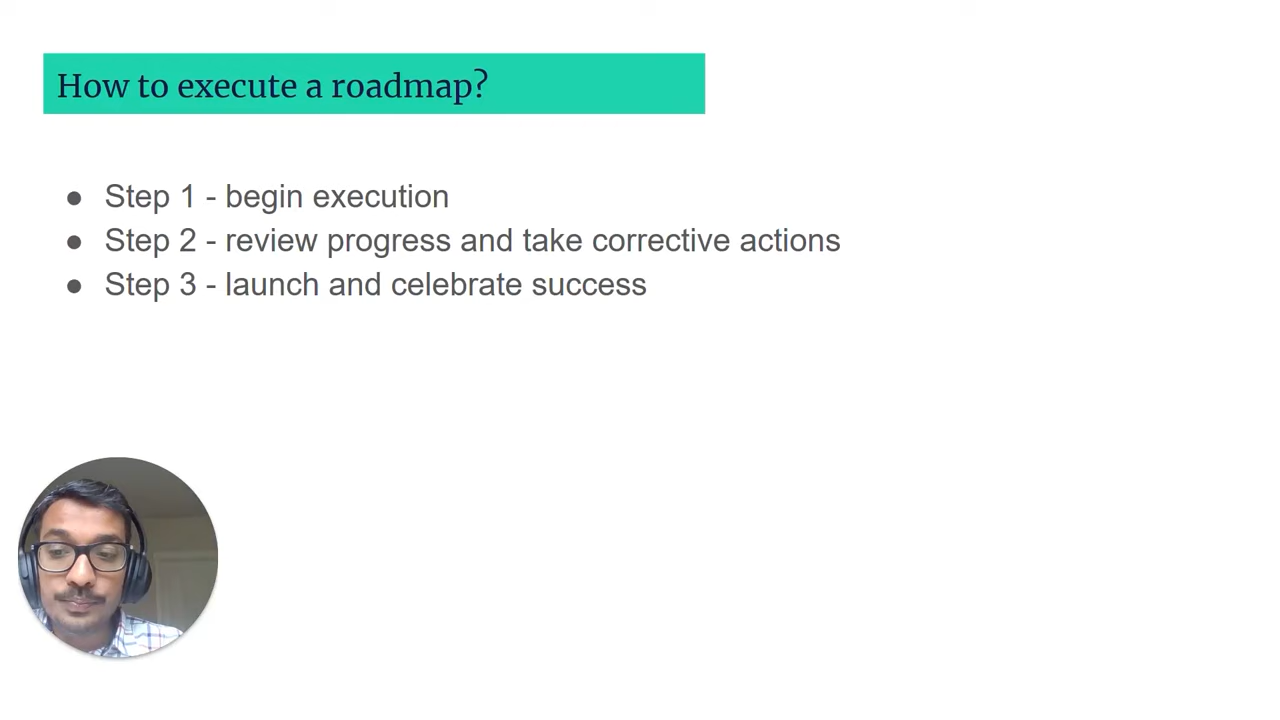 How to execute a roadmap?
● Step 1 - begin execution
● Step 2 - review progress and take corrective actions
● Step 3 - launch and celebrate success